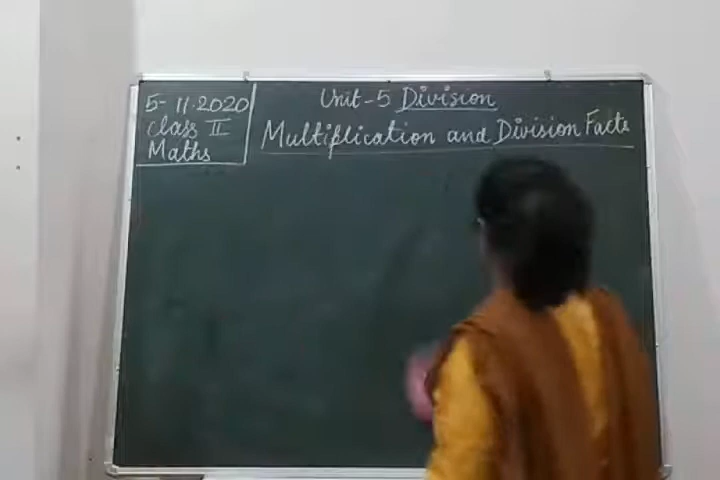 5-11-2020
Class II
Maths
Unit-5 Division
Multiplication and Division Facts